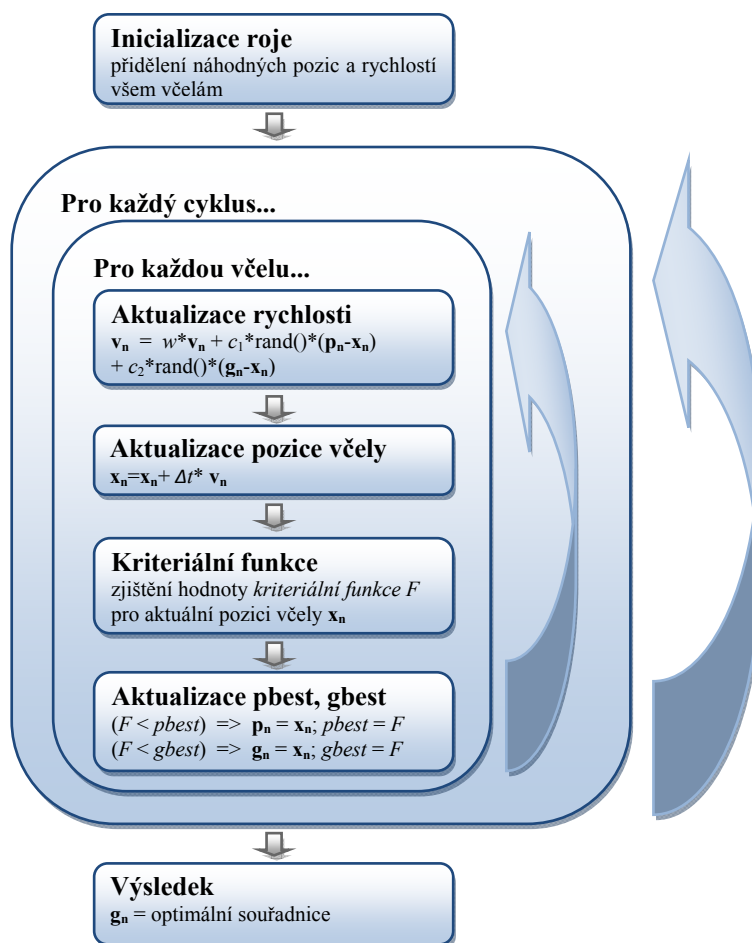 Inicializace roje
přidělení náhodných pozic a rychlostí
všem včelám
Pro každý cyklus...
Pro každou včelu...
Aktualizace rychlosti
vₙ = w*vₙ + c₁*rand()*(pₙ-xₙ)
+ c₂*rand()*(gₙ-xₙ)
Aktualizace pozice včely
xₙ=xₙ+ Δt* vₙ
Kriteriální funkce
zjištění hodnoty kriteriální funkce F
pro aktuální pozici včely xₙ
Aktualizace pbest, gbest
(F < pbest) => pₙ = xₙ; pbest = F
(F < gbest) => gₙ = xₙ; gbest = F
Výsledek
gₙ = optimální souřadnice